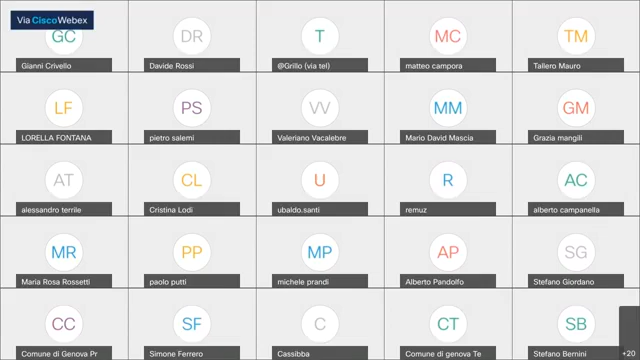 Via CiscoWebex
GC
DR
T
MC
TM
Gianni Crivello
Davide Rossi
@Grillo (via tel)
matteo campora
Tallero Mauro
LF
PS
VV
MM
GM
LORELLA FONTANA
pietro salemi
Valeriano Vacalebre
Mario David Mascia
Grazia mangili
AT
CL
U
R
AC
alessandro terrile
Cristina Lodi
ubaldo.santi
remuz
alberto campanella
MR
PP
MP
AP
SG
Maria Rosa Rossetti
paolo putti
michele prandi
Alberto Pandolfo
Stefano Giordano
CC
SF
C
CT
SB
Comune di Genova Pr
Simone Ferrero
Cassibba
Comune di genova Te
Stefano Bernini
+20